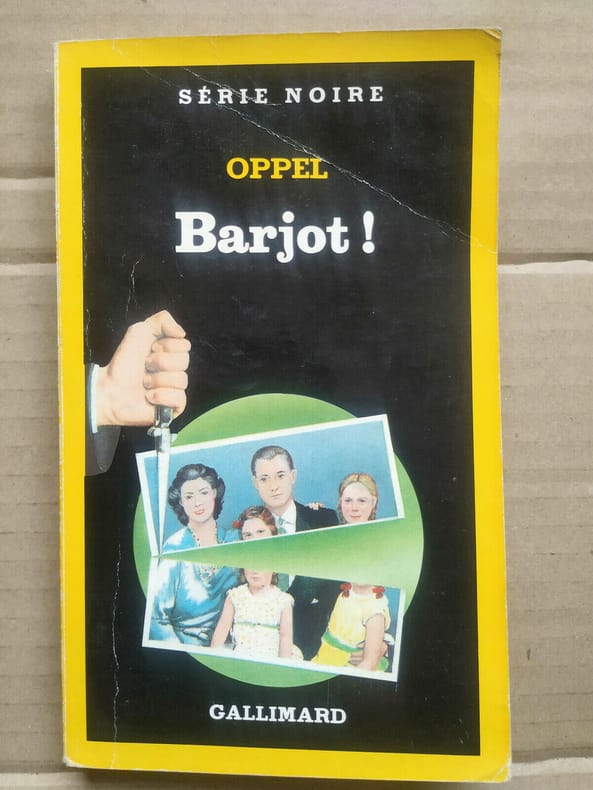 SÉRIE NOIRE
OPPEL
Barjot !
GALLIMARD